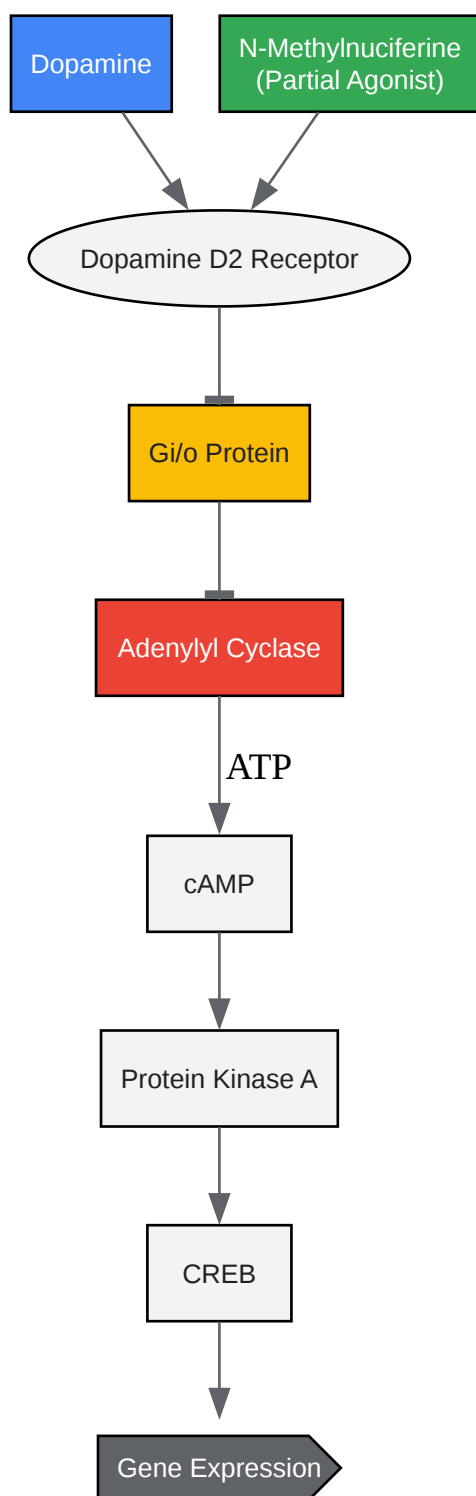 Dopamine
N-Methylnuciferine
(Partial Agonist)
Dopamine D2 Receptor
Gi/o Protein
Adenylyl Cyclase
ATP
cAMP
Protein Kinase A
CREB
Gene Expression